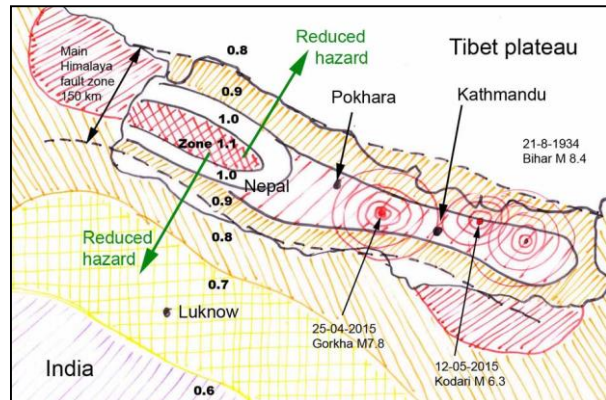 Reduced
hazard
Tibet plateau
0.8
Main
Himalaya
fault zone
150 km
0.9
Pokhara
Kathmandu
1.0
21-8-1934
Bihar M 8.4
Zone 1.1
1.0
Nepal
0.9
Reduced
hazard
0.8
0.7
Luknow
25-04-2015
Gorkha M7.8
12-05-2015
Kodari M 6.3
India
0.6